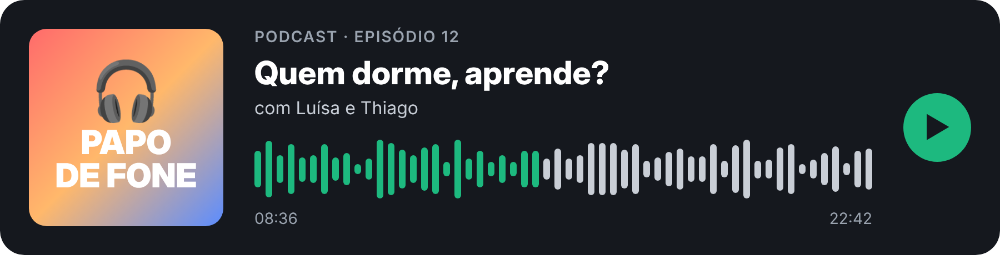 PAPO
DE FONE
PODCAST · EPISÓDIO 12
Quem dorme, aprende?
com Luísa e Thiago
08:36
22:42